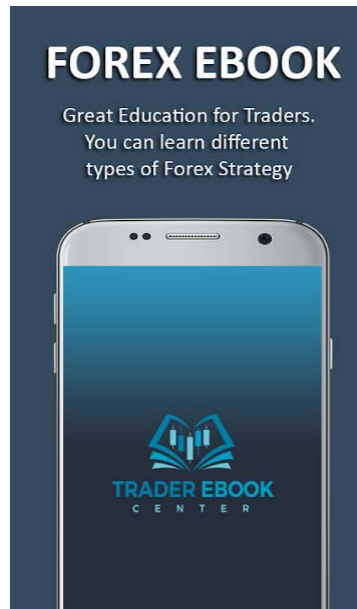 FOREX EBOOK
Great Education for Traders.
You can learn different
types of Forex Strategy
TRADER EBOOK
CENTER